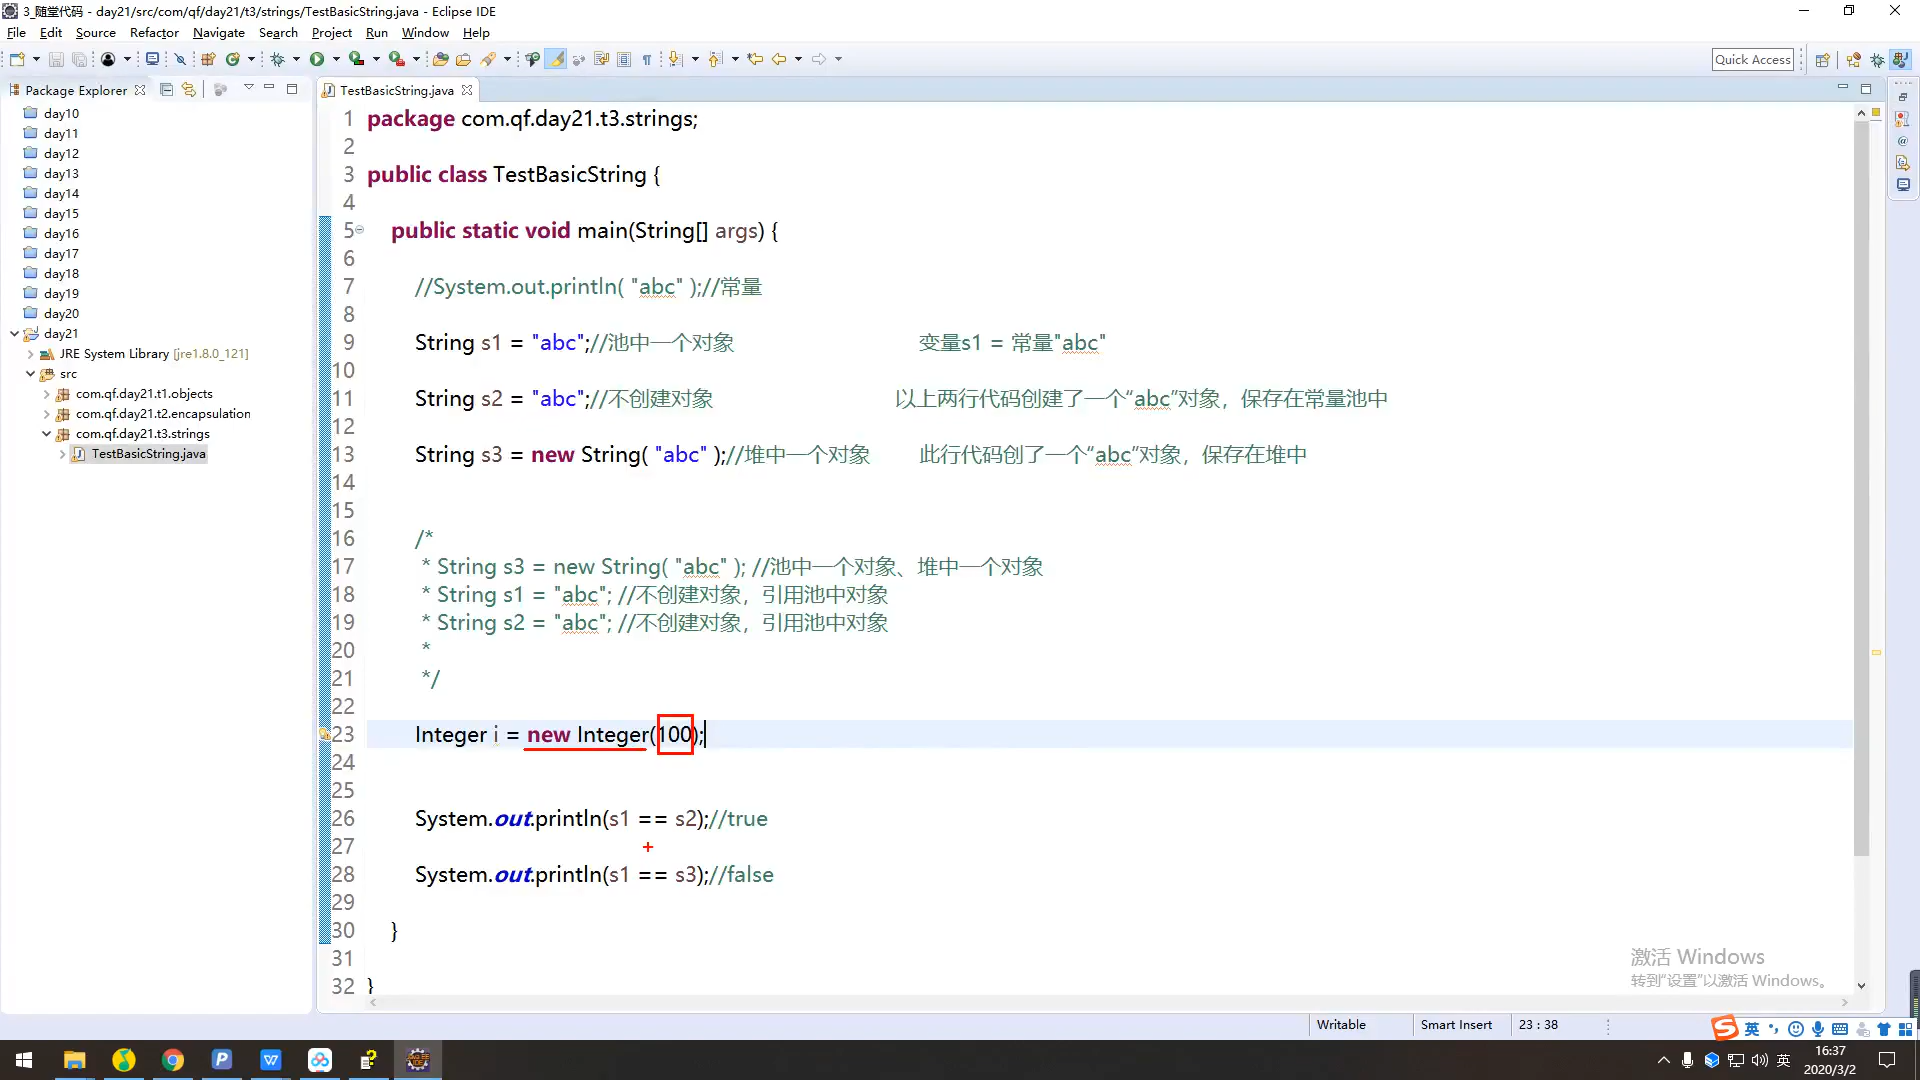 3_随堂代码 - day21/src/com/qf/day21/t3/strings/TestBasicString.java - Eclipse IDE
File Edit Source Refactor Navigate Search Project Run Window Help
Quick Access
Package Explorer
TestBasicString.java
day10
day11
day12
day13
day14
day15
day16
day17
day18
day19
day20
day21
JRE System Library [jre1.8.0_121]
src
com.qf.day21.t1.objects
com.qf.day21.t2.encapsulation
com.qf.day21.t3.strings
TestBasicString.java
1 package com.qf.day21.t3.strings;
2
3 public class TestBasicString {
4
5 public static void main(String[] args) {
6
7 //System.out.println( "abc" );//常量
8
9 String s1 = "abc";//池中一个对象 变量s1 = 常量"abc"
10
11 String s2 = "abc";//不创建对象 以上两行代码创建了一个“abc”对象，保存在常量池中
12
13 String s3 = new String( "abc" );//堆中一个对象 此行代码创了一个“abc”对象，保存在堆中
14
15
16 /*
17 * String s3 = new String( "abc" ); //池中一个对象、堆中一个对象
18 * String s1 = "abc"; //不创建对象，引用池中对象
19 * String s2 = "abc"; //不创建对象，引用池中对象
20 *
21 */
22
23 Integer i = new Integer(100);
24
25
26 System.out.println(s1 == s2);//true
27
28 System.out.println(s1 == s3);//false
29
30 }
31
32 }
激活 Windows
转到“设置”以激活 Windows。
Writable Smart Insert 23 : 38
英
英
16:37
2020/3/2